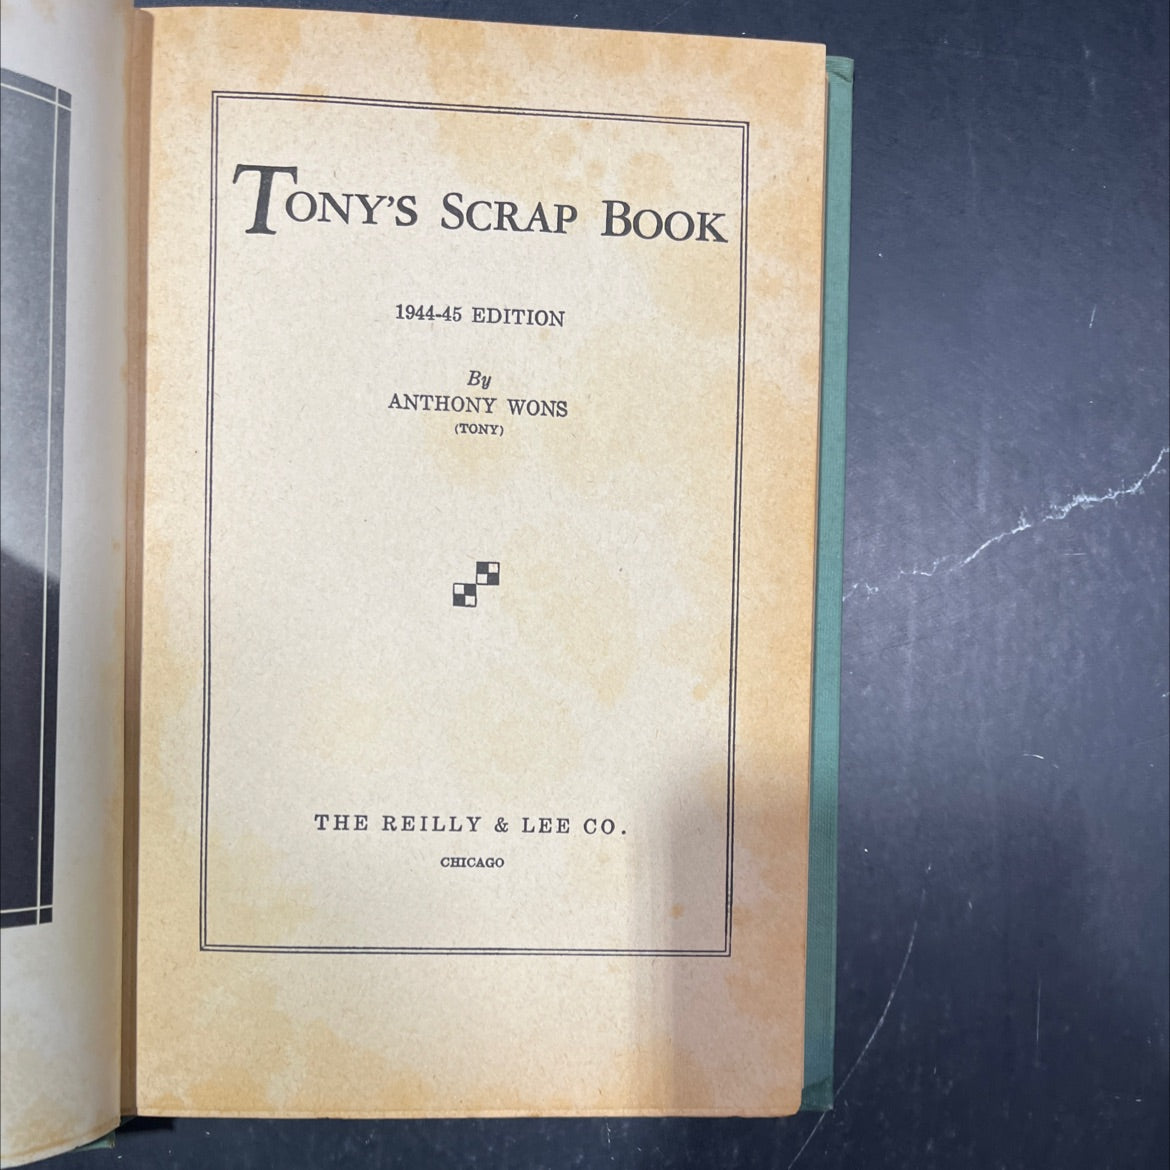 TONY'S SCRAP BOOK
1944-45 EDITION
By
ANTHONY WONS
(TONY)
THE REILLY & LEE CO.
CHICAGO